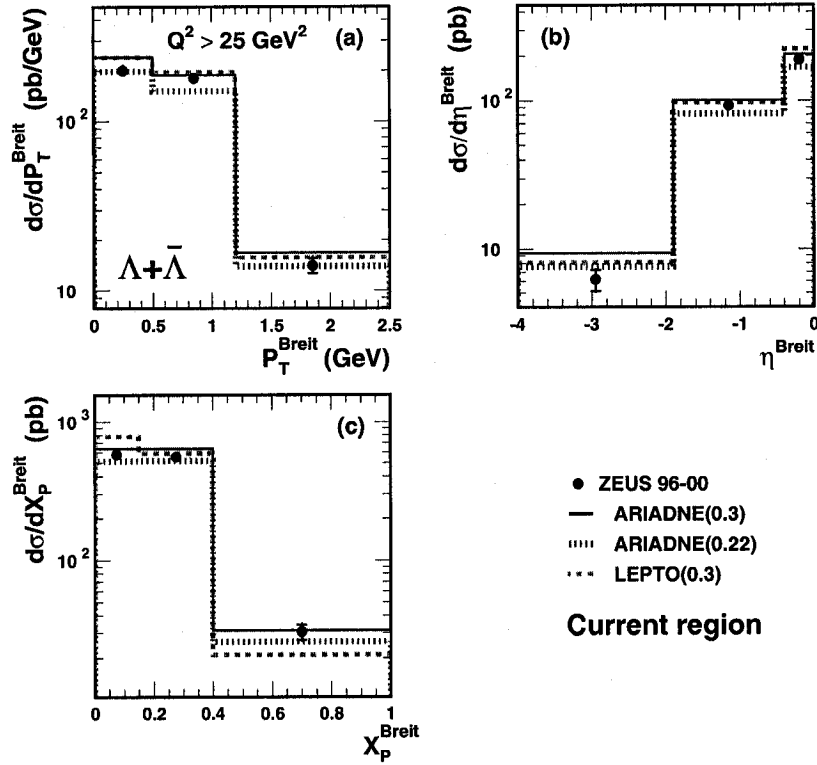 dσ/dP_T^Breit (pb/GeV)
Q² > 25 GeV²
(a)
10²
10
Λ+Λ̄
0 0.5 1 1.5 2 2.5
P_T^Breit (GeV)
dσ/dη^Breit (pb)
(b)
10²
10
-4 -3 -2 -1 0
η^Breit
dσ/dX_P^Breit (pb)
(c)
10³
10²
0 0.2 0.4 0.6 0.8 1
X_P^Breit
ZEUS 96-00
ARIADNE(0.3)
ARIADNE(0.22)
LEPTO(0.3)
Current region